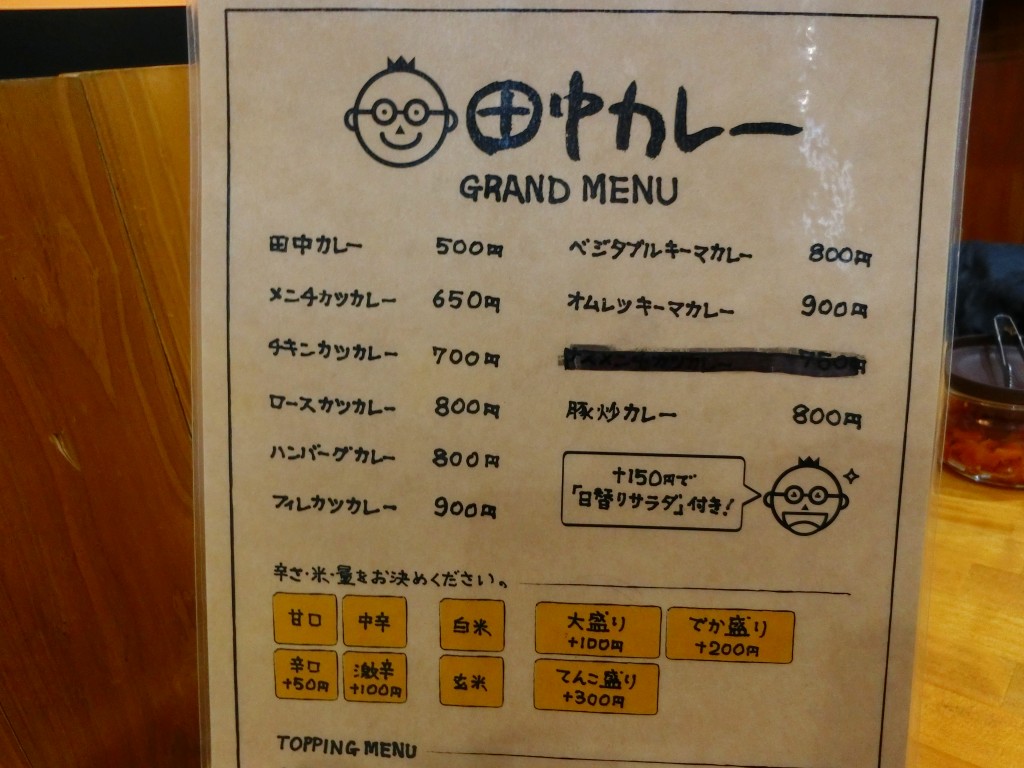 田中カレー
GRAND MENU
田中カレー 500円
メンチカツカレー 650円
チキンカツカレー 700円
ロースカツカレー 800円
ハンバーグカレー 800円
フィレカツカレー 900円
ベジタブルキーマカレー 800円
オムレツキーマカレー 900円
豚炒カレー 800円
+150円で
「日替りサラダ」付き!
辛さ・米・量をお決めください。
甘口
中辛
辛口
+50円
激辛
+100円
白米
玄米
大盛り
+100円
でか盛り
+200円
てんこ盛り
+300円
TOPPING MENU